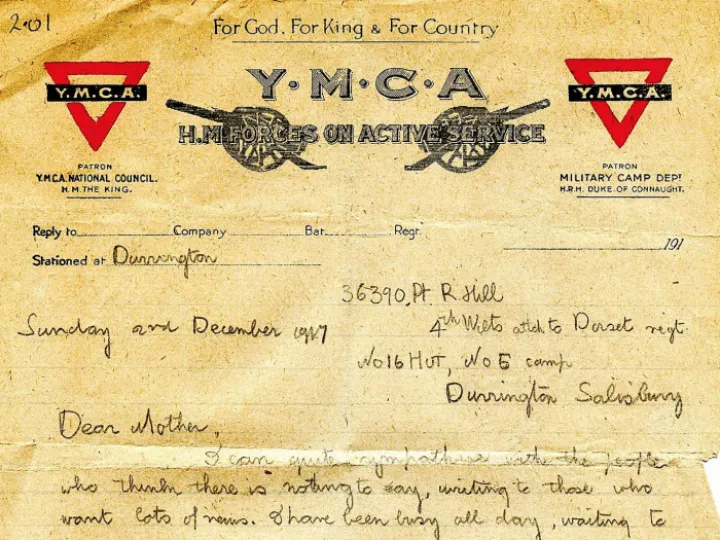 2.01
For God, For King & For Country
Y·M·C·A
H.M. FORCES ON ACTIVE SERVICE
Y.M.C.A.
PATRON
Y.M.C.A. NATIONAL COUNCIL.
H.M. THE KING.
Y.M.C.A.
PATRON
MILITARY CAMP DEPT
H.R.H. DUKE OF CONNAUGHT.
Reply to Company Bat. Regt.
191
Stationed at Durrington
36390, Pt R Hill
Sunday 2nd December 1917
4th Wilts attch to Dorset regt.
No 16 Hut, No 5 camp
Durrington Salisbury
Dear Mother,
I can quite sympathise with the people
who think there is nothing to say, writing to those who
want lots of news. I have been busy all day, waiting to